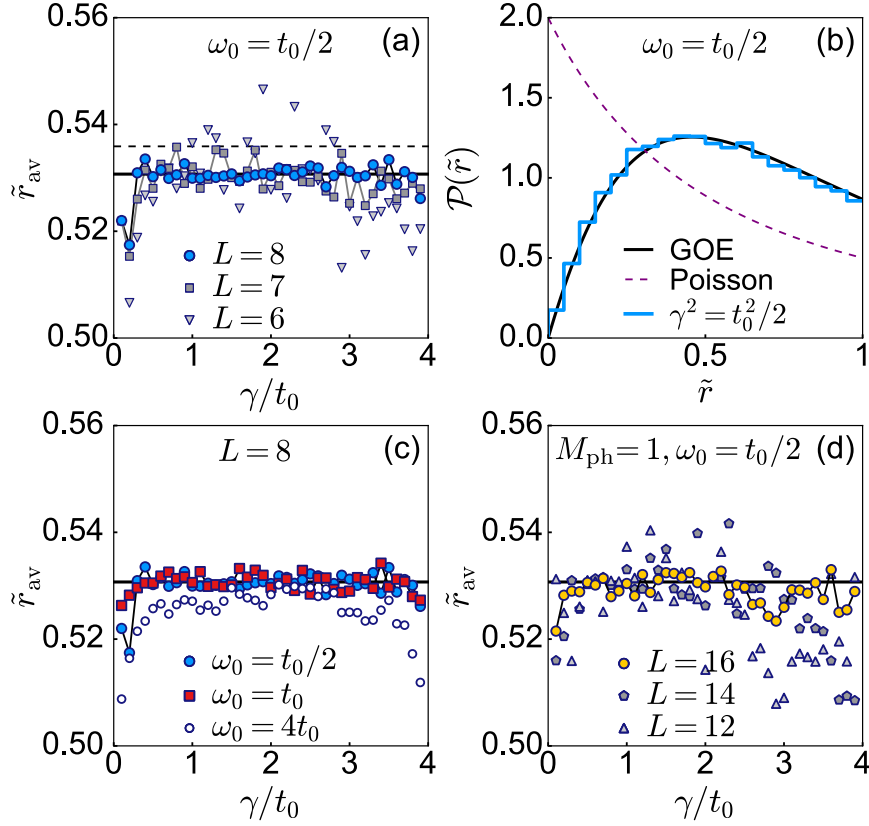 0.56
0.54
0.52
0.50
r̃_av
ω₀ = t₀/2
(a)
L = 8
L = 7
L = 6
0 1 2 3 4
γ/t₀
2.0
1.5
1.0
0.5
0.0
𝒫(r̃)
ω₀ = t₀/2
(b)
GOE
Poisson
γ² = t₀²/2
0 0.5 1
r̃
0.56
0.54
0.52
0.50
r̃_av
L = 8
(c)
ω₀ = t₀/2
ω₀ = t₀
ω₀ = 4t₀
0 1 2 3 4
γ/t₀
0.56
0.54
0.52
0.50
r̃_av
M_ph = 1, ω₀ = t₀/2
(d)
L = 16
L = 14
L = 12
0 1 2 3 4
γ/t₀